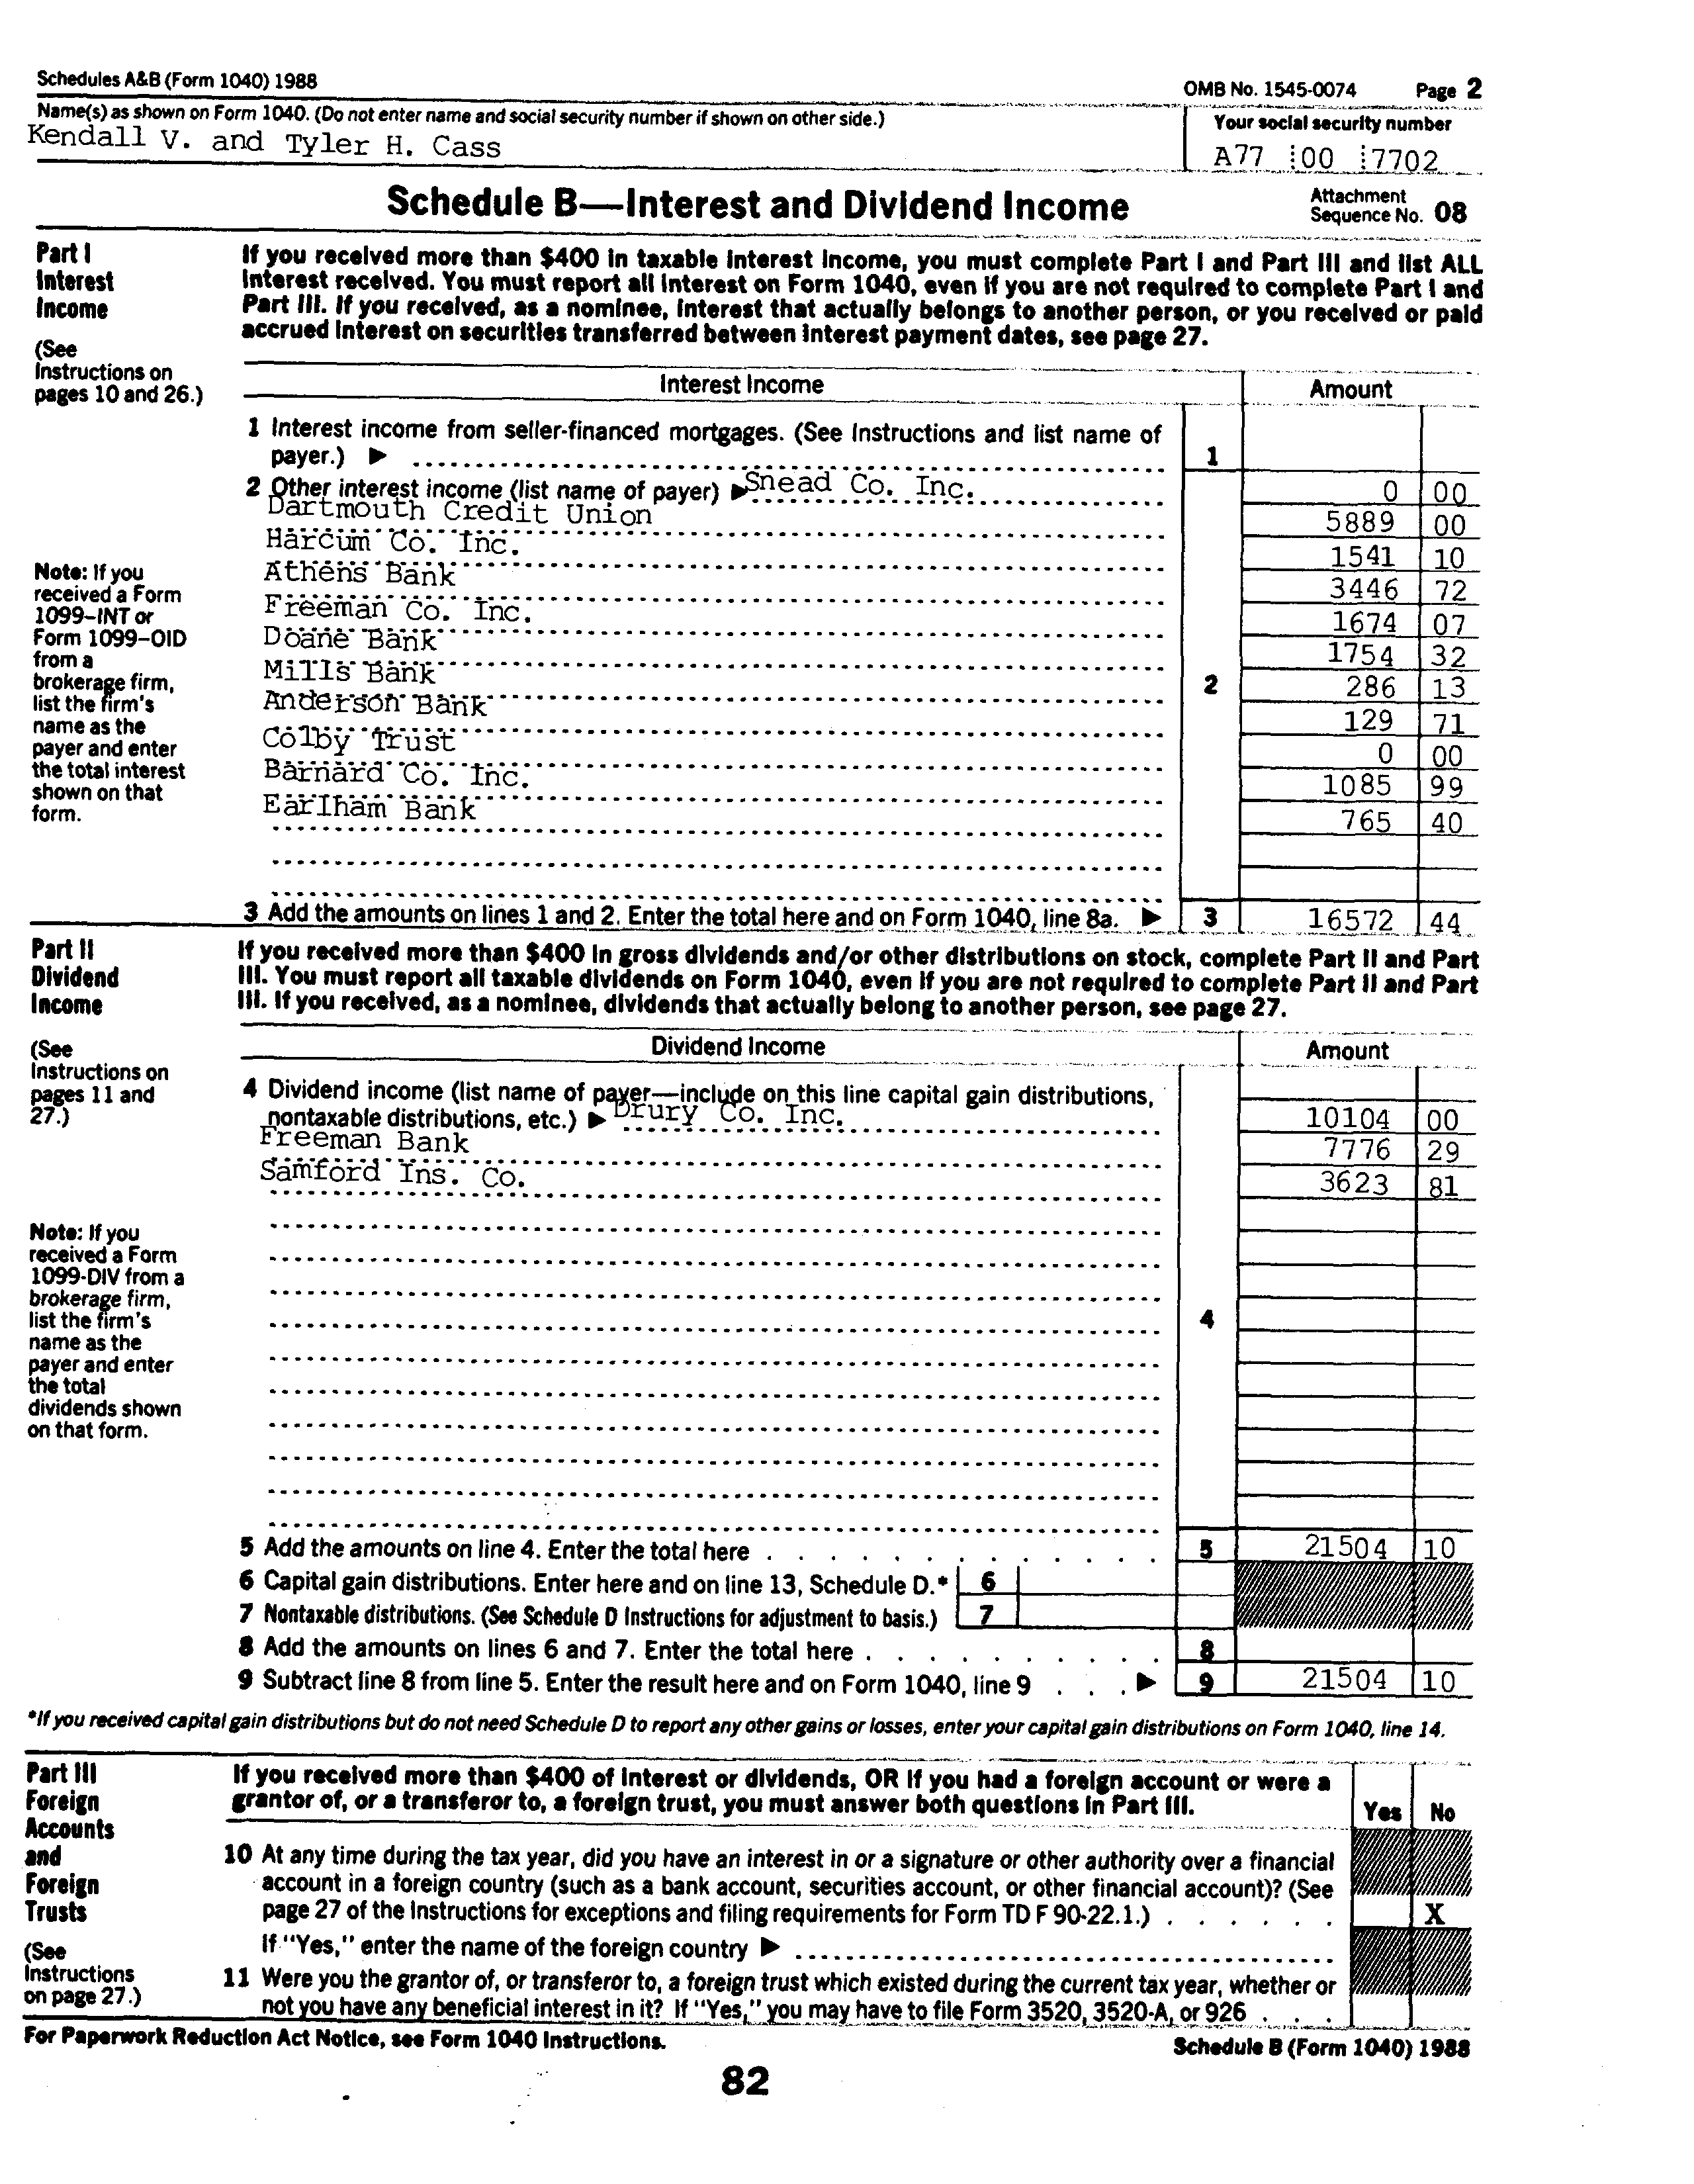 Schedules A&B (Form 1040) 1988 OMB No. 1545-0074 Page 2
Name(s) as shown on Form 1040. (Do not enter name and social security number if shown on other side.) Your social security number
Kendall V. and Tyler H. Cass A77 00 7702
Schedule B—Interest and Dividend Income Attachment Sequence No. 08
Part I
Interest
Income
(See
Instructions on
pages 10 and 26.)
If you received more than $400 in taxable interest income, you must complete Part I and Part III and list ALL
interest received. You must report all interest on Form 1040, even if you are not required to complete Part I and
Part III. If you received, as a nominee, interest that actually belongs to another person, or you received or paid
accrued interest on securities transferred between interest payment dates, see page 27.
Interest Income Amount
1 Interest income from seller-financed mortgages. (See Instructions and list name of
payer.) ▶ 1
2 Other interest income (list name of payer) ▶ Snead Co. Inc. 0 00
Dartmouth Credit Union 5889 00
Harcum Co. Inc. 1541 10
Athens Bank 3446 72
Freeman Co. Inc. 1674 07
Doane Bank 1754 32
Mills Bank 2 286 13
Anderson Bank 129 71
Colby Trust 0 00
Barnard Co. Inc. 1085 99
Earlham Bank 765 40
Note: If you
received a Form
1099-INT or
Form 1099-OID
from a
brokerage firm,
list the firm's
name as the
payer and enter
the total interest
shown on that
form.
3 Add the amounts on lines 1 and 2. Enter the total here and on Form 1040, line 8a. ▶ 3 16572 44
Part II
Dividend
Income
(See
Instructions on
pages 11 and
27.)
If you received more than $400 in gross dividends and/or other distributions on stock, complete Part II and Part
III. You must report all taxable dividends on Form 1040, even if you are not required to complete Part II and Part
III. If you received, as a nominee, dividends that actually belong to another person, see page 27.
Dividend Income Amount
4 Dividend income (list name of payer—include on this line capital gain distributions,
nontaxable distributions, etc.) ▶ Drury Co. Inc. 10104 00
Freeman Bank 7776 29
Samford Ins. Co. 3623 81
4
Note: If you
received a Form
1099-DIV from a
brokerage firm,
list the firm's
name as the
payer and enter
the total
dividends shown
on that form.
5 Add the amounts on line 4. Enter the total here 5 21504 10
6 Capital gain distributions. Enter here and on line 13, Schedule D.* 6
7 Nontaxable distributions. (See Schedule D Instructions for adjustment to basis.) 7
8 Add the amounts on lines 6 and 7. Enter the total here 8
9 Subtract line 8 from line 5. Enter the result here and on Form 1040, line 9 ▶ 9 21504 10
*If you received capital gain distributions but do not need Schedule D to report any other gains or losses, enter your capital gain distributions on Form 1040, line 14.
Part III
Foreign
Accounts
and
Foreign
Trusts
(See
Instructions
on page 27.)
If you received more than $400 of interest or dividends, OR if you had a foreign account or were a
grantor of, or a transferor to, a foreign trust, you must answer both questions in Part III. Yes No
10 At any time during the tax year, did you have an interest in or a signature or other authority over a financial
account in a foreign country (such as a bank account, securities account, or other financial account)? (See
page 27 of the Instructions for exceptions and filing requirements for Form TD F 90-22.1.) X
If "Yes," enter the name of the foreign country ▶
11 Were you the grantor of, or transferor to, a foreign trust which existed during the current tax year, whether or
not you have any beneficial interest in it? If "Yes," you may have to file Form 3520, 3520-A, or 926
For Paperwork Reduction Act Notice, see Form 1040 Instructions. Schedule B (Form 1040) 1988
82